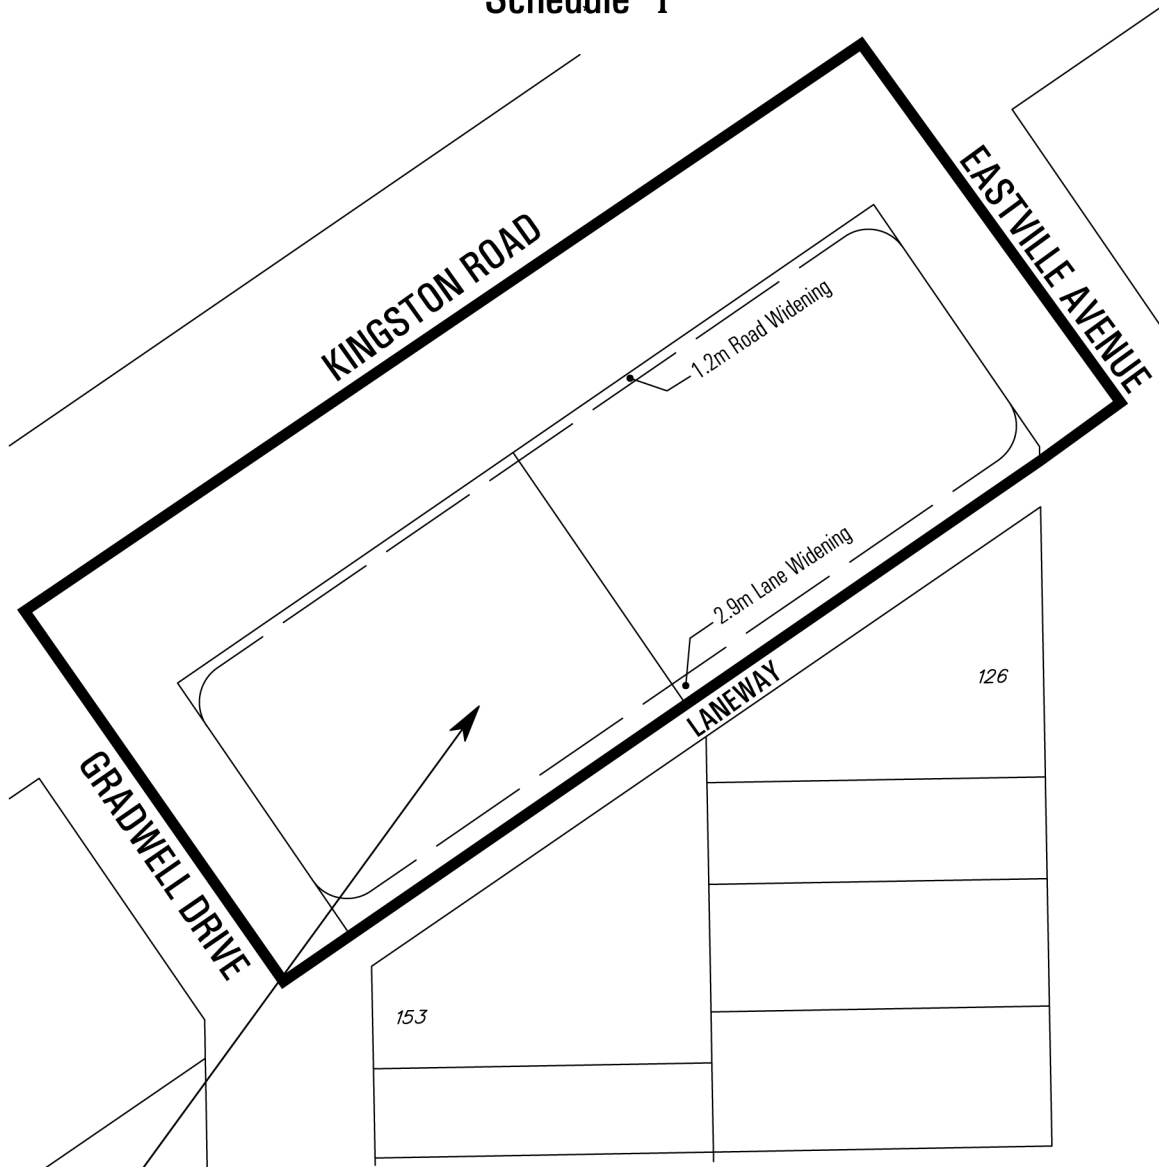 Schedule 1
KINGSTON ROAD
EASTVILLE AVENUE
1.2m Road Widening
2.9m Lane Widening
LANEWAY
126
GRADWELL DRIVE
153